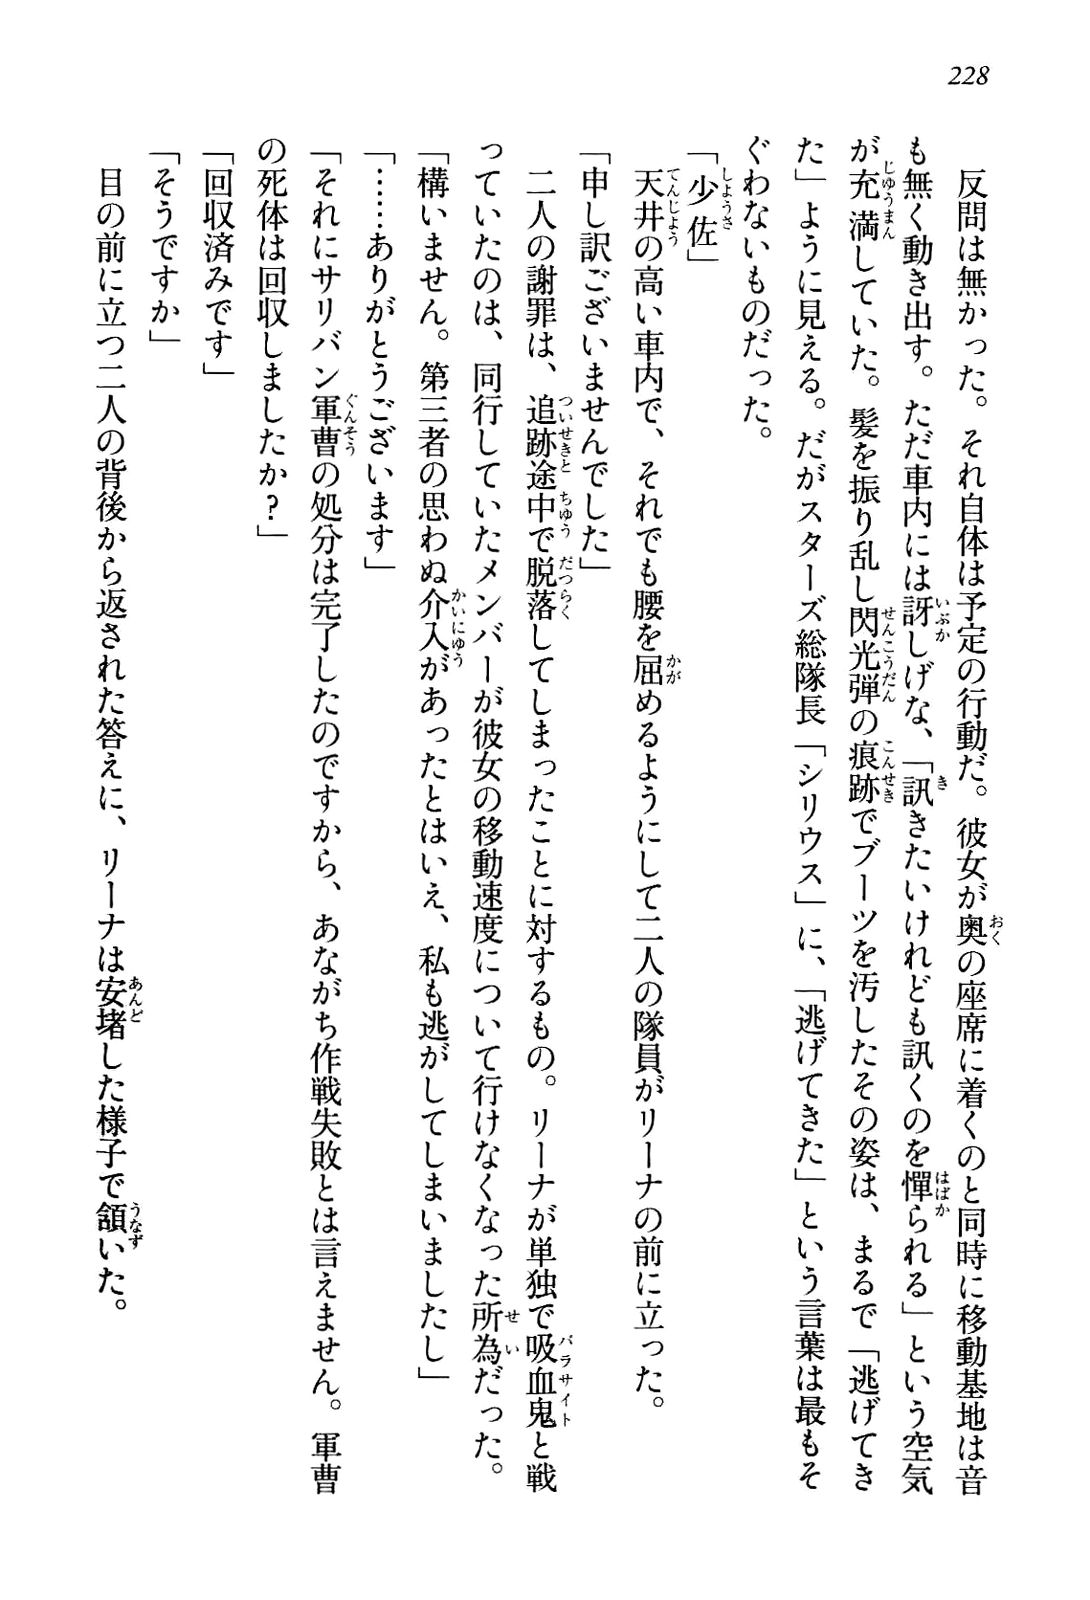 228
反問は無かった。それ自体は予定の行動だ。彼女が奥の座席に着くのと同時に移動基地は音
も無く動き出す。ただ車内には訝しげな、「訊きたいけれども訊くのを憚られる」という空気
が充満していた。髪を振り乱し閃光弾の痕跡でブーツを汚したその姿は、まるで「逃げてき
た」ように見える。だがスターズ総隊長「シリウス」に、「逃げてきた」という言葉は最もそ
ぐわないものだった。
「少佐」
天井の高い車内で、それでも腰を屈めるようにして二人の隊員がリーナの前に立った。
「申し訳ございませんでした」
二人の謝罪は、追跡途中で脱落してしまったことに対するもの。リーナが単独で吸血鬼と戦
っていたのは、同行していたメンバーが彼女の移動速度について行けなくなった所為だった。
「構いません。第三者の思わぬ介入があったとはいえ、私も逃がしてしまいましたし」
「……ありがとうございます」
「それにサリバン軍曹の処分は完了したのですから、あながち作戦失敗とは言えません。軍曹
の死体は回収しましたか？」
「回収済みです」
「そうですか」
目の前に立つ二人の背後から返された答えに、リーナは安堵した様子で頷いた。